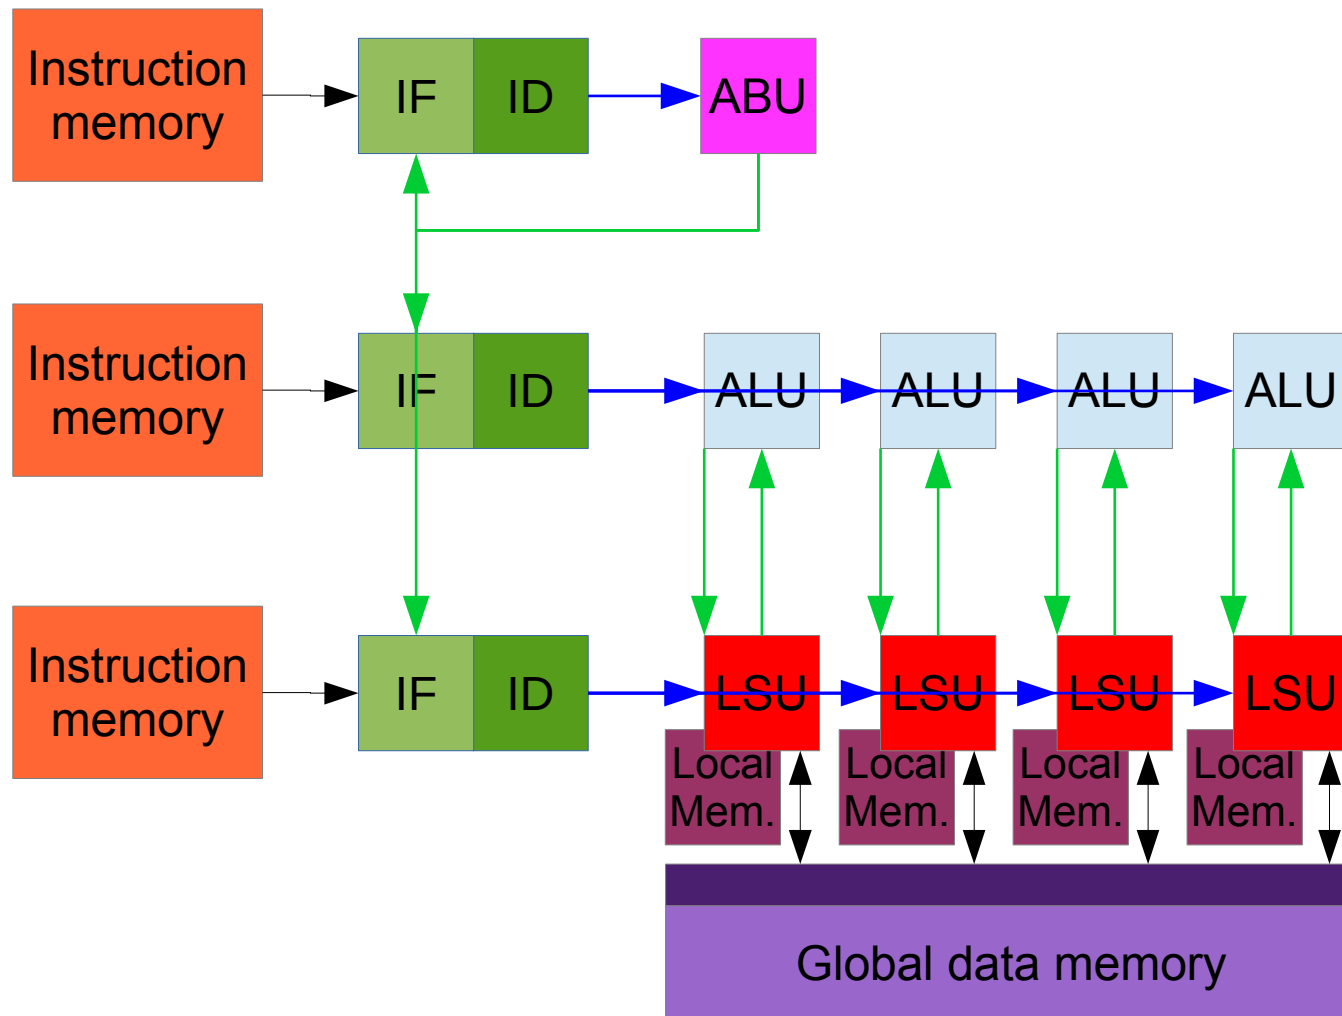 Instruction
memory
IF
ID
ABU
Instruction
memory
IF
ID
ALU
ALU
ALU
ALU
Instruction
memory
IF
ID
LSU
LSU
LSU
LSU
Local
Mem.
Local
Mem.
Local
Mem.
Local
Mem.
Global data memory